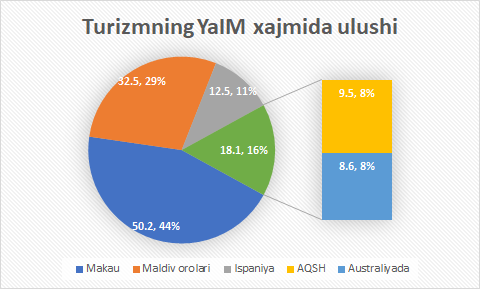 Turizmning YaIM xajmida ulushi
32.5, 29%
12.5, 11%
9.5, 8%
18.1, 16%
8.6, 8%
50.2, 44%
Makau
Maldiv orolari
Ispaniya
AQSH
Australiyada